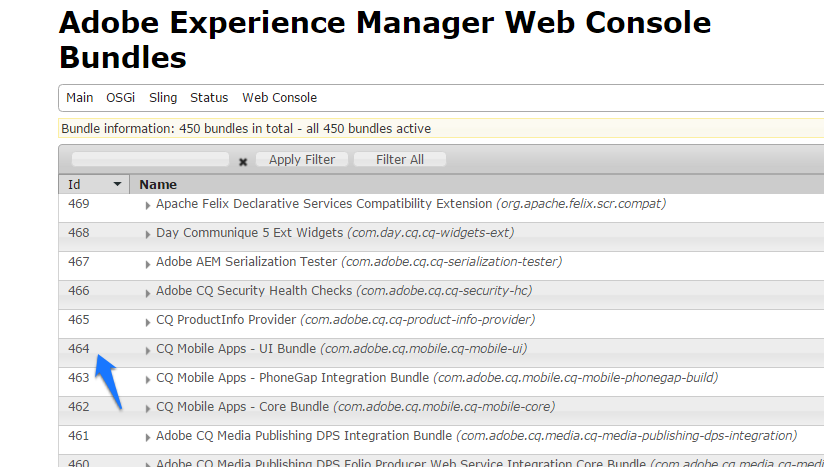 Adobe Experience Manager Web Console
Bundles
Main OSGi Sling Status Web Console
Bundle information: 450 bundles in total - all 450 bundles active
Apply Filter Filter All
Id Name
469 Apache Felix Declarative Services Compatibility Extension (org.apache.felix.scr.compat)
468 Day Communique 5 Ext Widgets (com.day.cq.cq-widgets-ext)
467 Adobe AEM Serialization Tester (com.adobe.cq.cq-serialization-tester)
466 Adobe CQ Security Health Checks (com.adobe.cq.cq-security-hc)
465 CQ ProductInfo Provider (com.adobe.cq.cq-product-info-provider)
464 CQ Mobile Apps - UI Bundle (com.adobe.cq.mobile.cq-mobile-ui)
463 CQ Mobile Apps - PhoneGap Integration Bundle (com.adobe.cq.mobile.cq-mobile-phonegap-build)
462 CQ Mobile Apps - Core Bundle (com.adobe.cq.mobile.cq-mobile-core)
461 Adobe CQ Media Publishing DPS Integration Bundle (com.adobe.cq.media.cq-media-publishing-dps-integration)
460 Adobe CQ Media Publishing DPS Folio Producer Web Service Integration Core Bundle (com.adobe.cq.media.cq-media